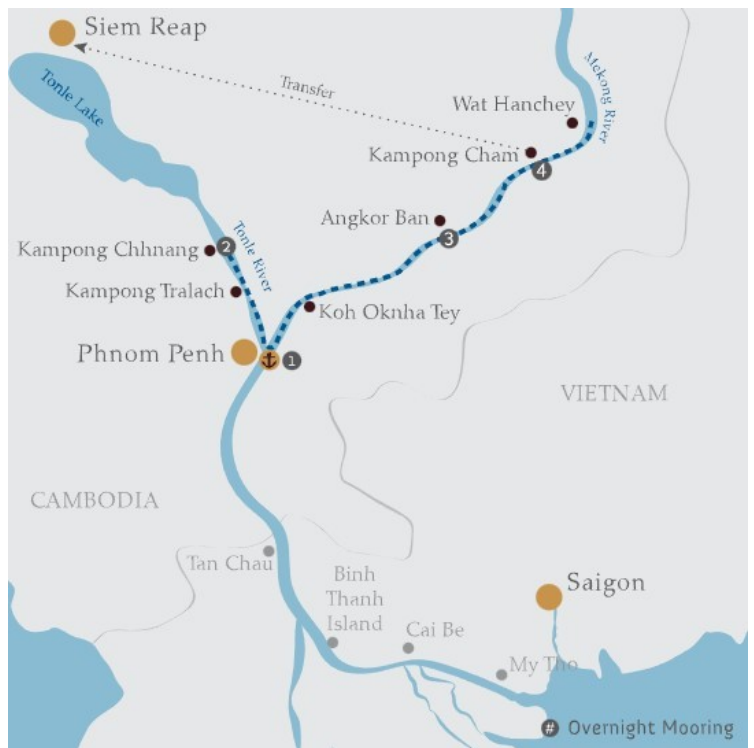 Siem Reap
Tonle Lake
Transfer
Mekong River
Wat Hanchey
Kampong Cham
4
Angkor Ban
3
Kampong Chhnang
2
Tonle River
Kampong Tralach
Koh Oknha Tey
Phnom Penh
1
VIETNAM
CAMBODIA
Tan Chau
Binh
Thanh
Island
Saigon
Cai Be
My Tho
# Overnight Mooring